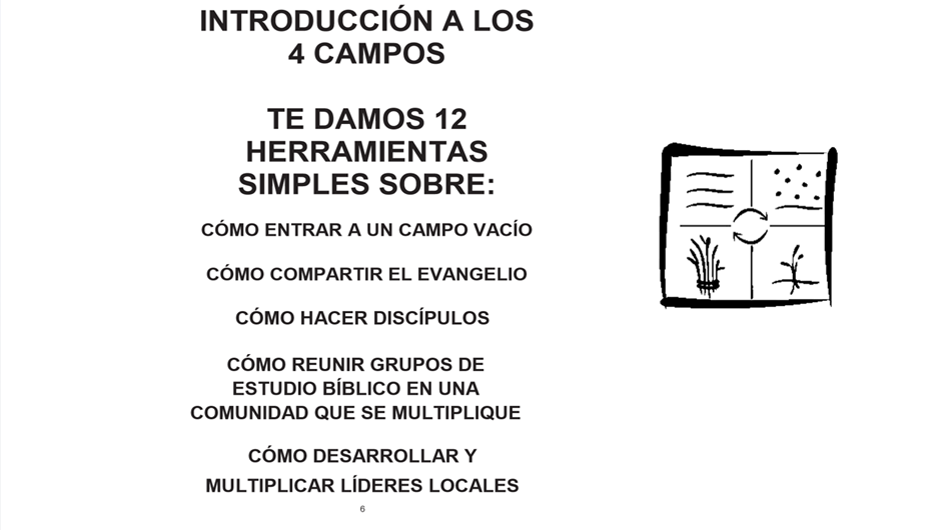 INTRODUCCIÓN A LOS
4 CAMPOS
TE DAMOS 12
HERRAMIENTAS
SIMPLES SOBRE:
CÓMO ENTRAR A UN CAMPO VACÍO
CÓMO COMPARTIR EL EVANGELIO
CÓMO HACER DISCÍPULOS
CÓMO REUNIR GRUPOS DE
ESTUDIO BÍBLICO EN UNA
COMUNIDAD QUE SE MULTIPLIQUE
CÓMO DESARROLLAR Y
MULTIPLICAR LÍDERES LOCALES
6